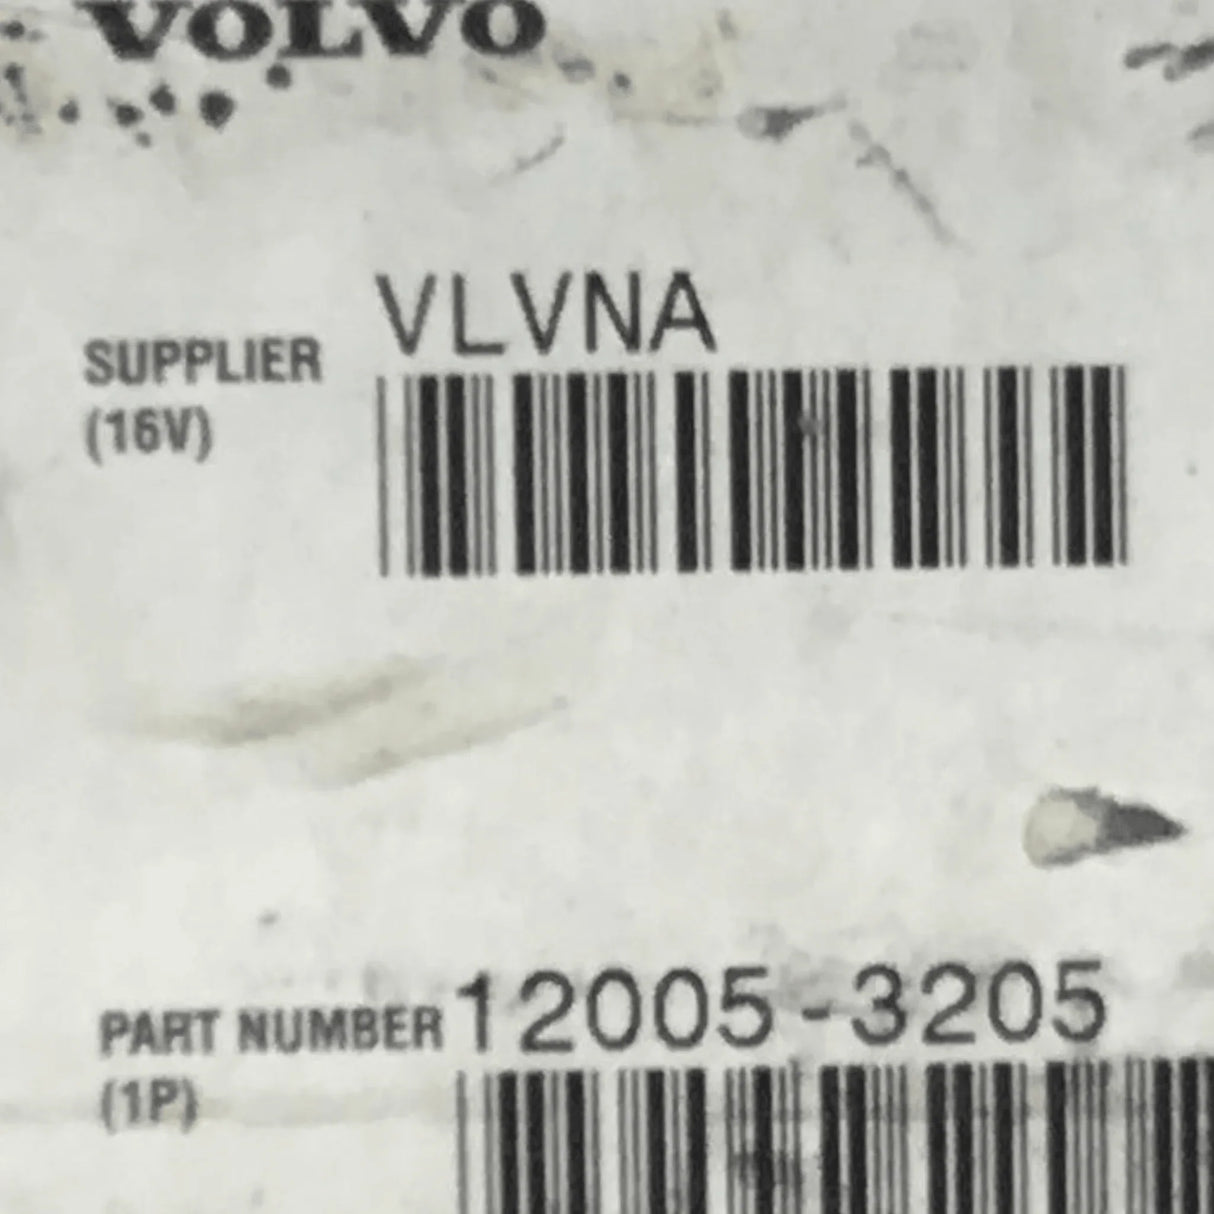 VOLVO
VLVNA
SUPPLIER
(16V)
PART NUMBER 12005-3205
(1P)